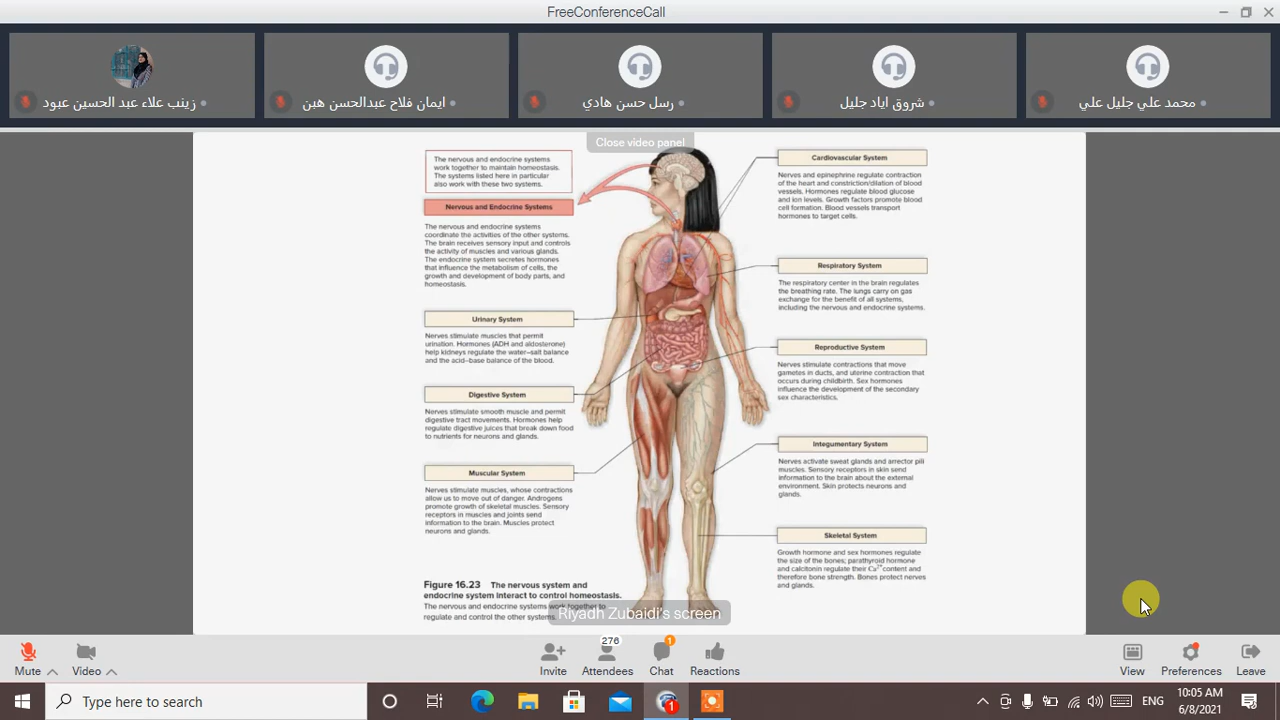 FreeConferenceCall
زينب علاء عبد الحسين عبود
ايمان فلاح عبدالحسن هبن
رسل حسن هادي
شروق اياد جليل
محمد علي جليل علي
Close video panel
The nervous and endocrine systems
work together to maintain homeostasis.
The systems listed here in particular
also work with these two systems.
Nervous and Endocrine Systems
The nervous and endocrine systems
coordinate the activities of the other systems.
The brain receives sensory input and controls
the activity of muscles and various glands.
The endocrine system secretes hormones
that influence the metabolism of cells, the
growth and development of body parts, and
homeostasis.
Urinary System
Nerves stimulate muscles that permit
urination. Hormones (ADH and aldosterone)
help kidneys regulate the water–salt balance
and the acid–base balance of the blood.
Digestive System
Nerves stimulate smooth muscle and permit
digestive tract movements. Hormones help
regulate digestive juices that break down food
to nutrients for neurons and glands.
Muscular System
Nerves stimulate muscles, whose contractions
allow us to move out of danger. Androgens
promote growth of skeletal muscles. Sensory
receptors in muscles and joints send
information to the brain. Muscles protect
neurons and glands.
Cardiovascular System
Nerves and epinephrine regulate contraction
of the heart and constriction/dilation of blood
vessels. Hormones regulate blood glucose
and ion levels. Growth factors promote blood
cell formation. Blood vessels transport
hormones to target cells.
Respiratory System
The respiratory center in the brain regulates
the breathing rate. The lungs carry on gas
exchange for the benefit of all systems,
including the nervous and endocrine systems.
Reproductive System
Nerves stimulate contractions that move
gametes in ducts, and uterine contraction that
occurs during childbirth. Sex hormones
influence the development of the secondary
sex characteristics.
Integumentary System
Nerves activate sweat glands and arrector pili
muscles. Sensory receptors in skin send
information to the brain about the external
environment. Skin protects neurons and
glands.
Skeletal System
Growth hormone and sex hormones regulate
the size of the bones; parathyroid hormone
and calcitonin regulate their Ca²⁺ content and
therefore bone strength. Bones protect nerves
and glands.
Figure 16.23 The nervous system and
endocrine system interact to control homeostasis.
The nervous and endocrine systems work together to
regulate and control the other systems.
Riyadh Zubaidi's screen
Mute
Video
Invite
276
Attendees
1
Chat
Reactions
View
Preferences
Leave
Type here to search
1
ENG
10:05 AM
6/8/2021